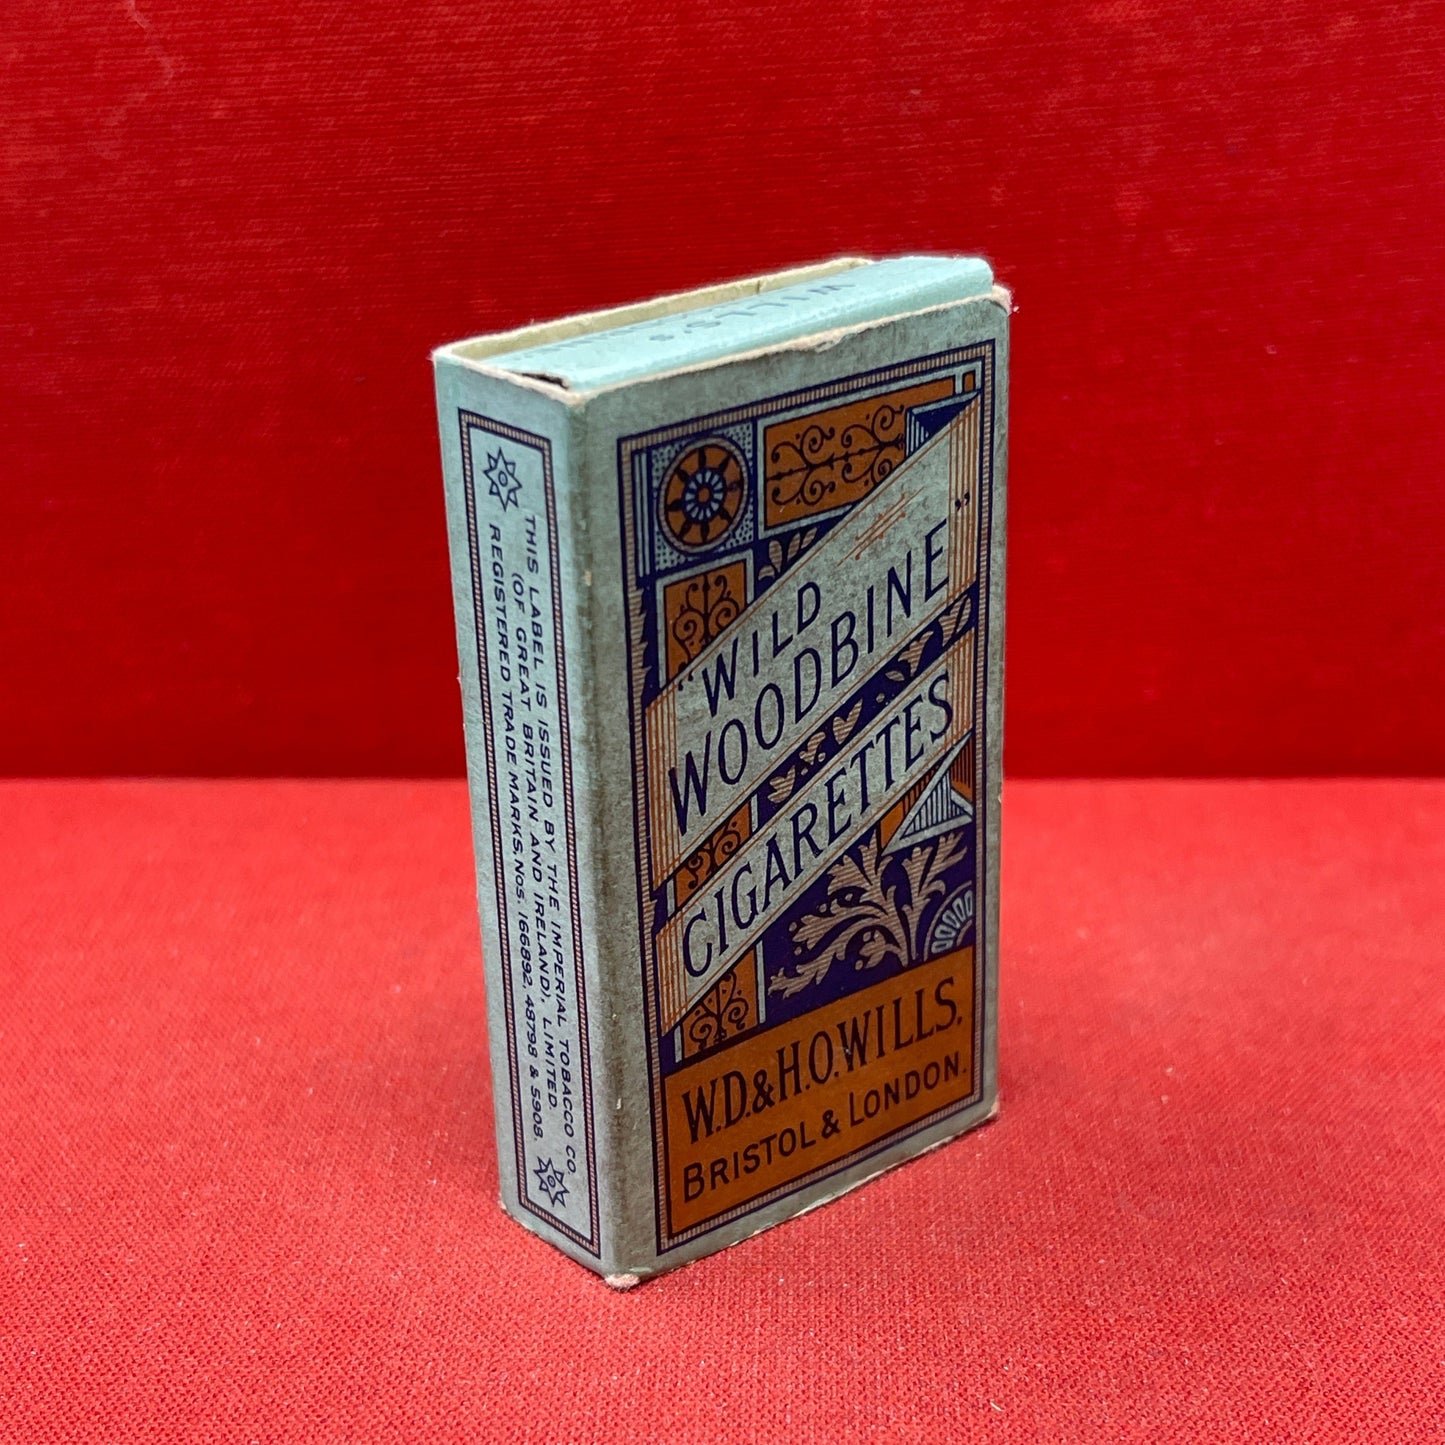 WILLS'S
"WILD
WOODBINE"
CIGARETTES
W.D.& H.O.WILLS,
BRISTOL & LONDON.
THIS LABEL IS ISSUED BY THE IMPERIAL TOBACCO CO.
(OF GREAT BRITAIN AND IRELAND), LIMITED.
REGISTERED TRADE MARKS, NOS. 166892, 48798 & 5908.